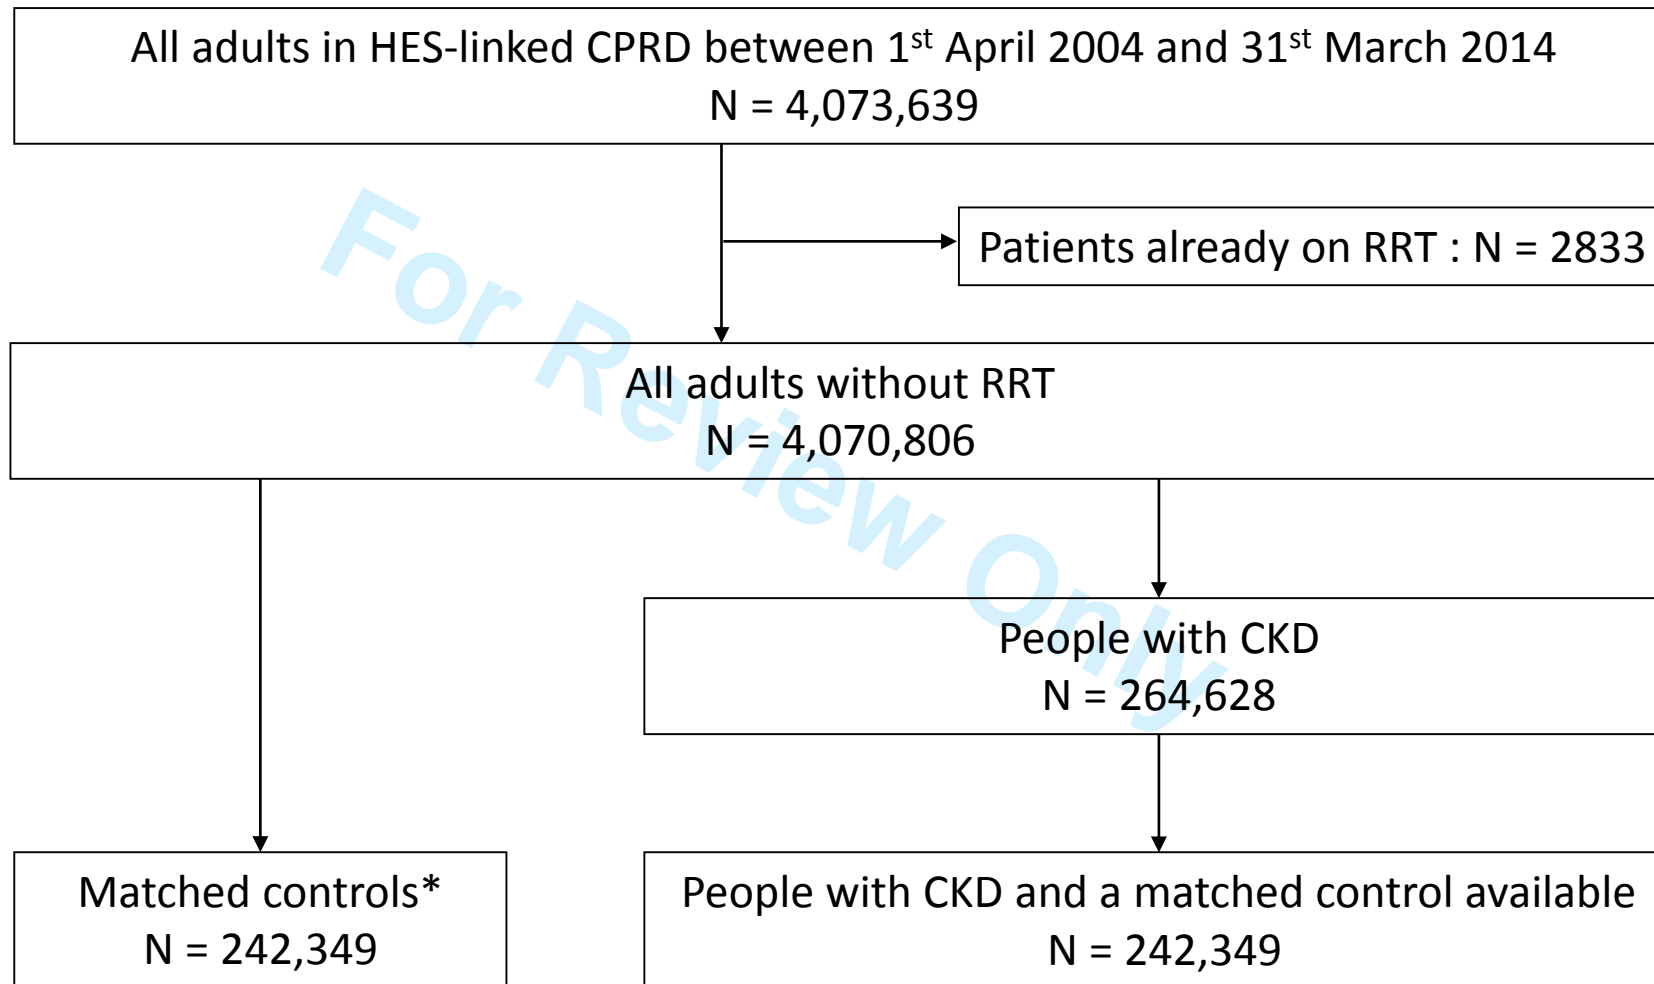 All adults in HES-linked CPRD between 1st April 2004 and 31st March 2014
N = 4,073,639
Patients already on RRT : N = 2833
All adults without RRT
N = 4,070,806
For Review Only
People with CKD
N = 264,628
Matched controls*
N = 242,349
People with CKD and a matched control available
N = 242,349